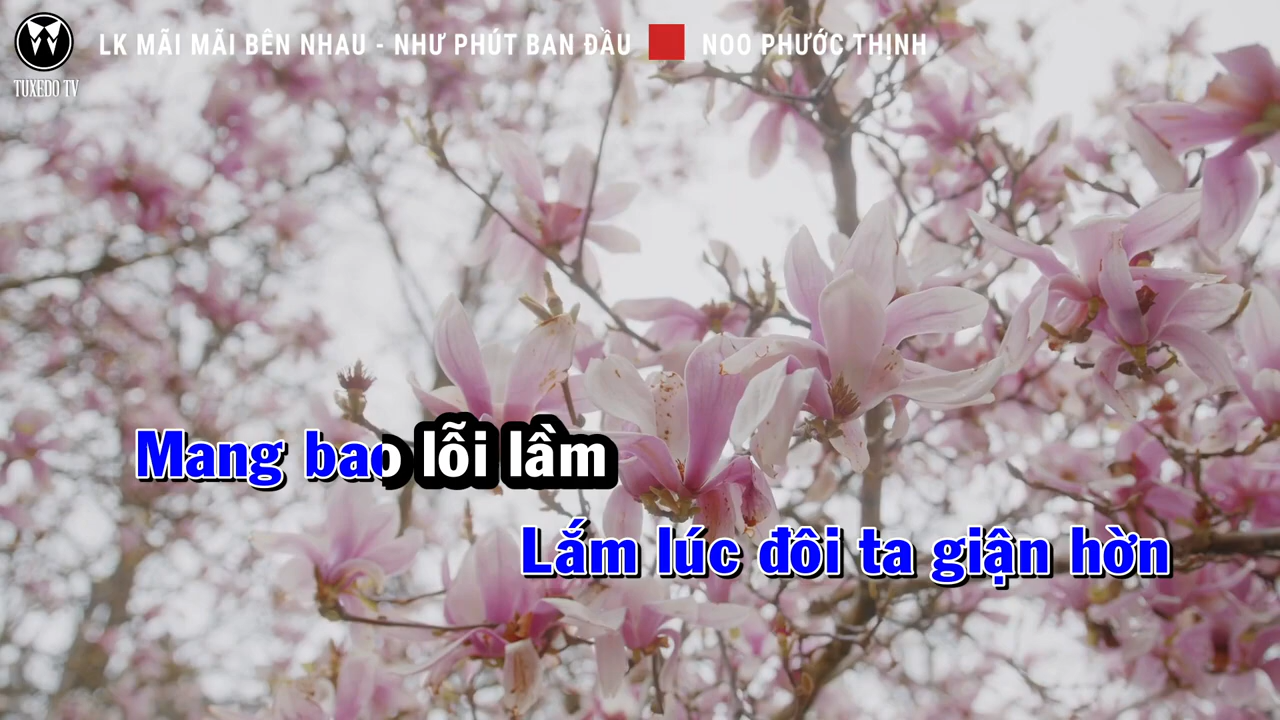 LK MÃI MÃI BÊN NHAU - NHƯ PHÚT BAN ĐẦU NOO PHƯỚC THỊNH
TUXEDO TV
Mang bao lỗi lầm
Lắm lúc đôi ta giận hờn